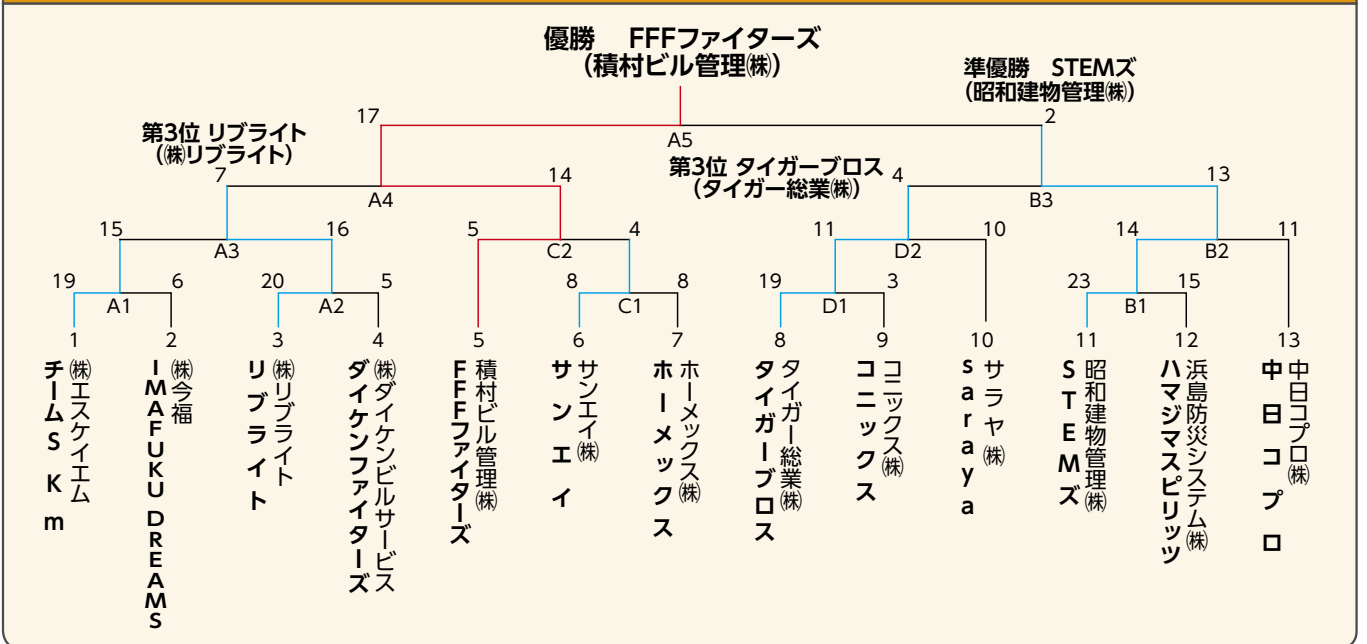 優勝　FFFファイターズ
（積村ビル管理㈱）
準優勝　STEMズ
（昭和建物管理㈱）
17
2
A5
第3位 リブライト
（㈱リブライト）
第3位 タイガーブロス
（タイガー総業㈱）
7
14
4
13
A4
B3
15
16
5
4
11
10
14
11
A3
C2
D2
B2
19
6
20
5
8
8
19
3
23
15
A1
A2
C1
D1
B1
1
2
3
4
5
6
7
8
9
10
11
12
13
㈱エスケイエム
チームSKm
㈱今福
IMAFUKU DREAMS
㈱リブライト
リブライト
㈱ダイケンビルサービス
ダイケンファイターズ
積村ビル管理㈱
FFFファイターズ
サンエイ㈱
サンエイ
ホーメックス㈱
ホーメックス
タイガー総業㈱
タイガーブロス
コニックス㈱
コニックス
サラヤ㈱
saraya
昭和建物管理㈱
STEMズ
浜島防災システム㈱
ハマジマスピリッツ
中日コプロ㈱
中日コプロ